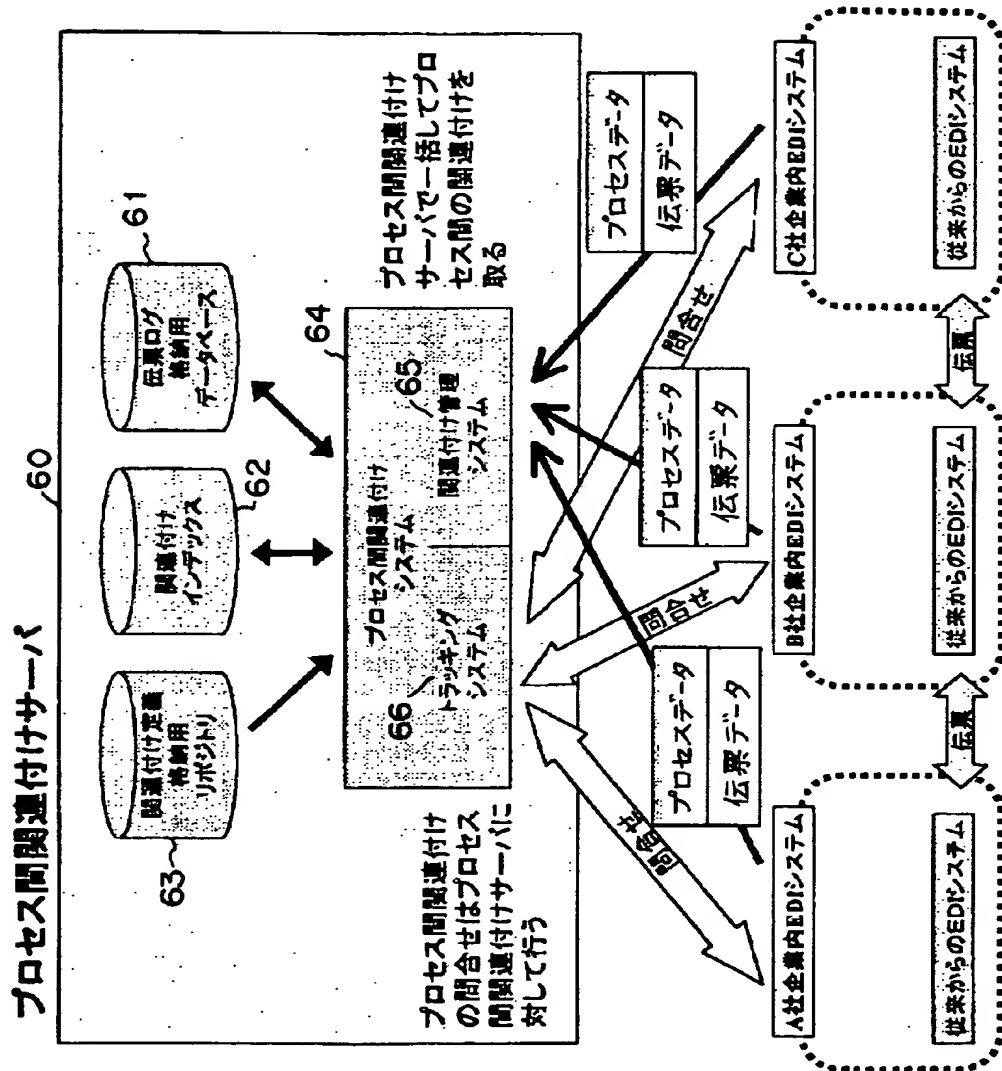 プロセス間関連付けサーバ
60
関連付け定義
格納用
リポジトリ
63
関連付け
インデックス
62
伝票ログ
格納用
データベース
61
プロセス間関連付け
の問合せはプロセス
間関連付けサーバに
対して行う
プロセス間関連付け
システム
64
66
トラッキング
システム
65
関連付け管理
システム
プロセス間関連付け
サーバで一括してプロ
セス間の関連付けを
取る
問合せ
問合せ
問合せ
プロセスデータ
伝票データ
プロセスデータ
伝票データ
プロセスデータ
伝票データ
A社企業内EDIシステム
従来からのEDIシステム
伝票
B社企業内EDIシステム
従来からのEDIシステム
伝票
C社企業内EDIシステム
従来からのEDIシステム